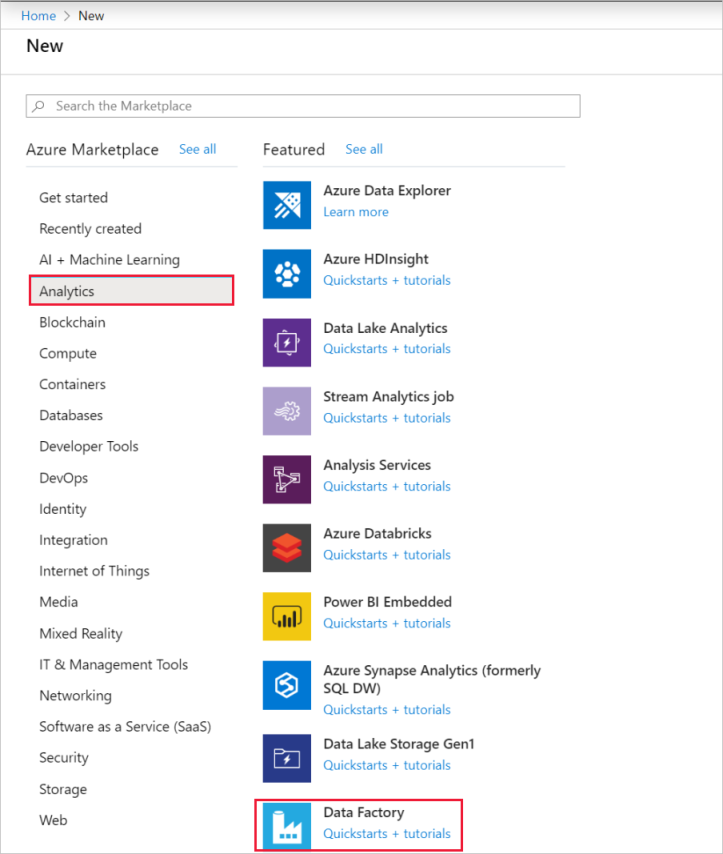 Home > New
New
Search the Marketplace
Azure Marketplace See all
Get started
Recently created
AI + Machine Learning
Analytics
Blockchain
Compute
Containers
Databases
Developer Tools
DevOps
Identity
Integration
Internet of Things
Media
Mixed Reality
IT & Management Tools
Networking
Software as a Service (SaaS)
Security
Storage
Web
Featured See all
Azure Data Explorer
Learn more
Azure HDInsight
Quickstarts + tutorials
Data Lake Analytics
Quickstarts + tutorials
Stream Analytics job
Quickstarts + tutorials
Analysis Services
Quickstarts + tutorials
Azure Databricks
Quickstarts + tutorials
Power BI Embedded
Quickstarts + tutorials
Azure Synapse Analytics (formerly
SQL DW)
Quickstarts + tutorials
Data Lake Storage Gen1
Quickstarts + tutorials
Data Factory
Quickstarts + tutorials